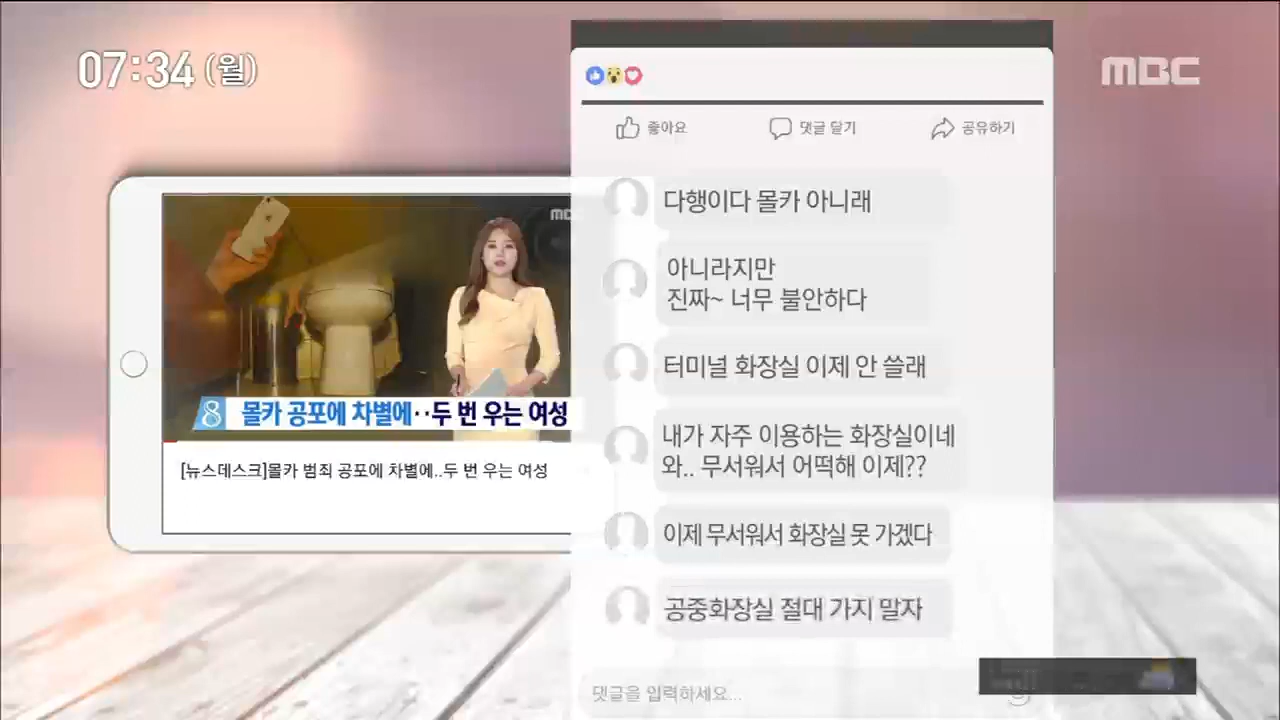 07:34 (월)
MBC
좋아요 댓글 달기 공유하기
다행이다 몰카 아니래
아니라지만
진짜~ 너무 불안하다
터미널 화장실 이제 안 쓸래
내가 자주 이용하는 화장실이네
와.. 무서워서 어떡해 이제??
이제 무서워서 화장실 못 가겠다
공중화장실 절대 가지 말자
댓글을 입력하세요...
8 몰카 공포에 차별에··두 번 우는 여성
[뉴스데스크]몰카 범죄 공포에 차별에..두 번 우는 여성